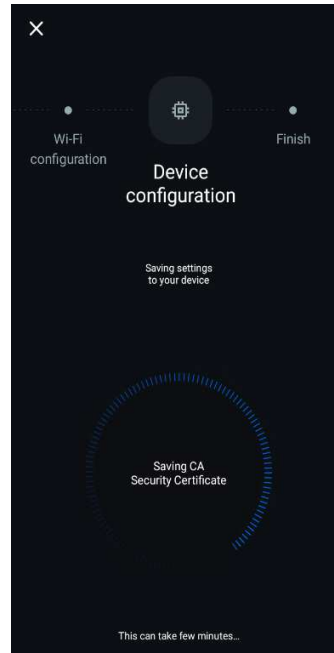 Wi-Fi
configuration
Device
configuration
Finish
Saving settings
to your device
Saving CA
Security Certificate
This can take few minutes...